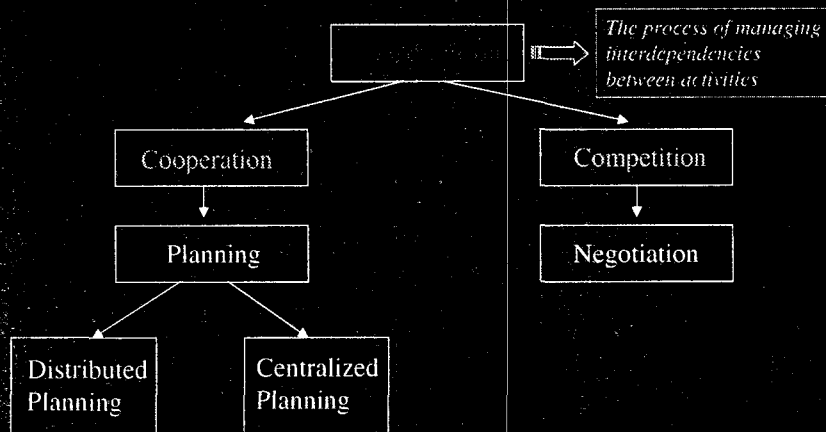 The process of managing
interdependencies
between activities
Cooperation
Competition
Planning
Negotiation
Distributed
Planning
Centralized
Planning